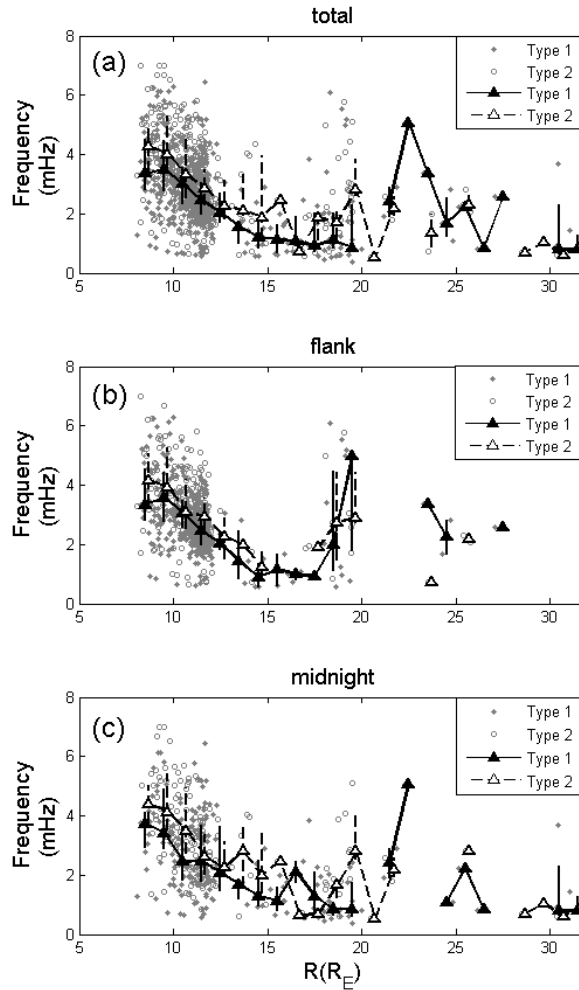 total
(a)
Type 1
Type 2
Type 1
Type 2
Frequency
(mHz)
8
6
4
2
0
5 10 15 20 25 30
flank
(b)
Type 1
Type 2
Type 1
Type 2
Frequency
(mHz)
8
6
4
2
0
5 10 15 20 25 30
midnight
(c)
Type 1
Type 2
Type 1
Type 2
Frequency
(mHz)
8
6
4
2
0
5 10 15 20 25 30
R(R_E)